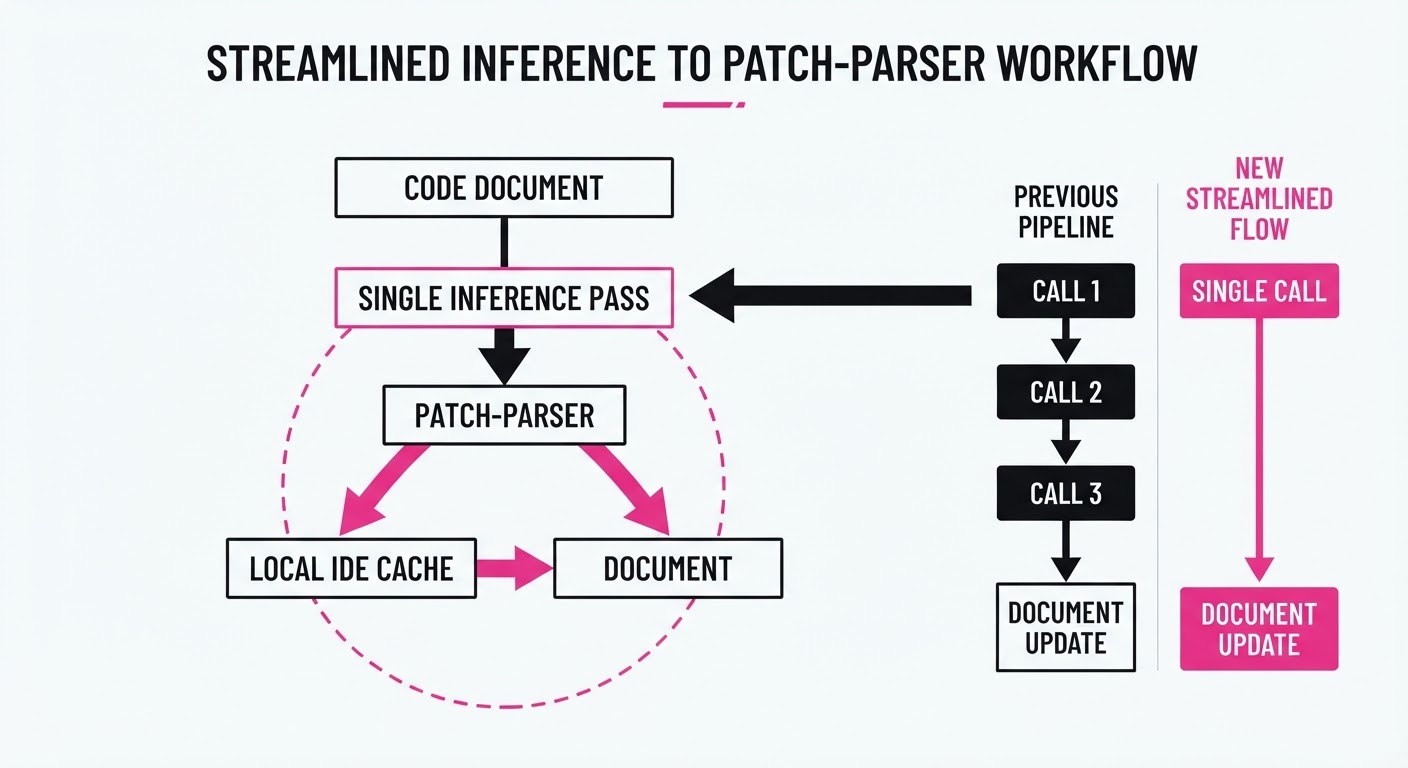 STREAMLINED INFERENCE TO PATCH-PARSER WORKFLOW
CODE DOCUMENT
SINGLE INFERENCE PASS
PATCH-PARSER
LOCAL IDE CACHE
DOCUMENT
PREVIOUS
PIPELINE
CALL 1
CALL 2
CALL 3
DOCUMENT
UPDATE
NEW
STREAMLINED
FLOW
SINGLE CALL
DOCUMENT
UPDATE